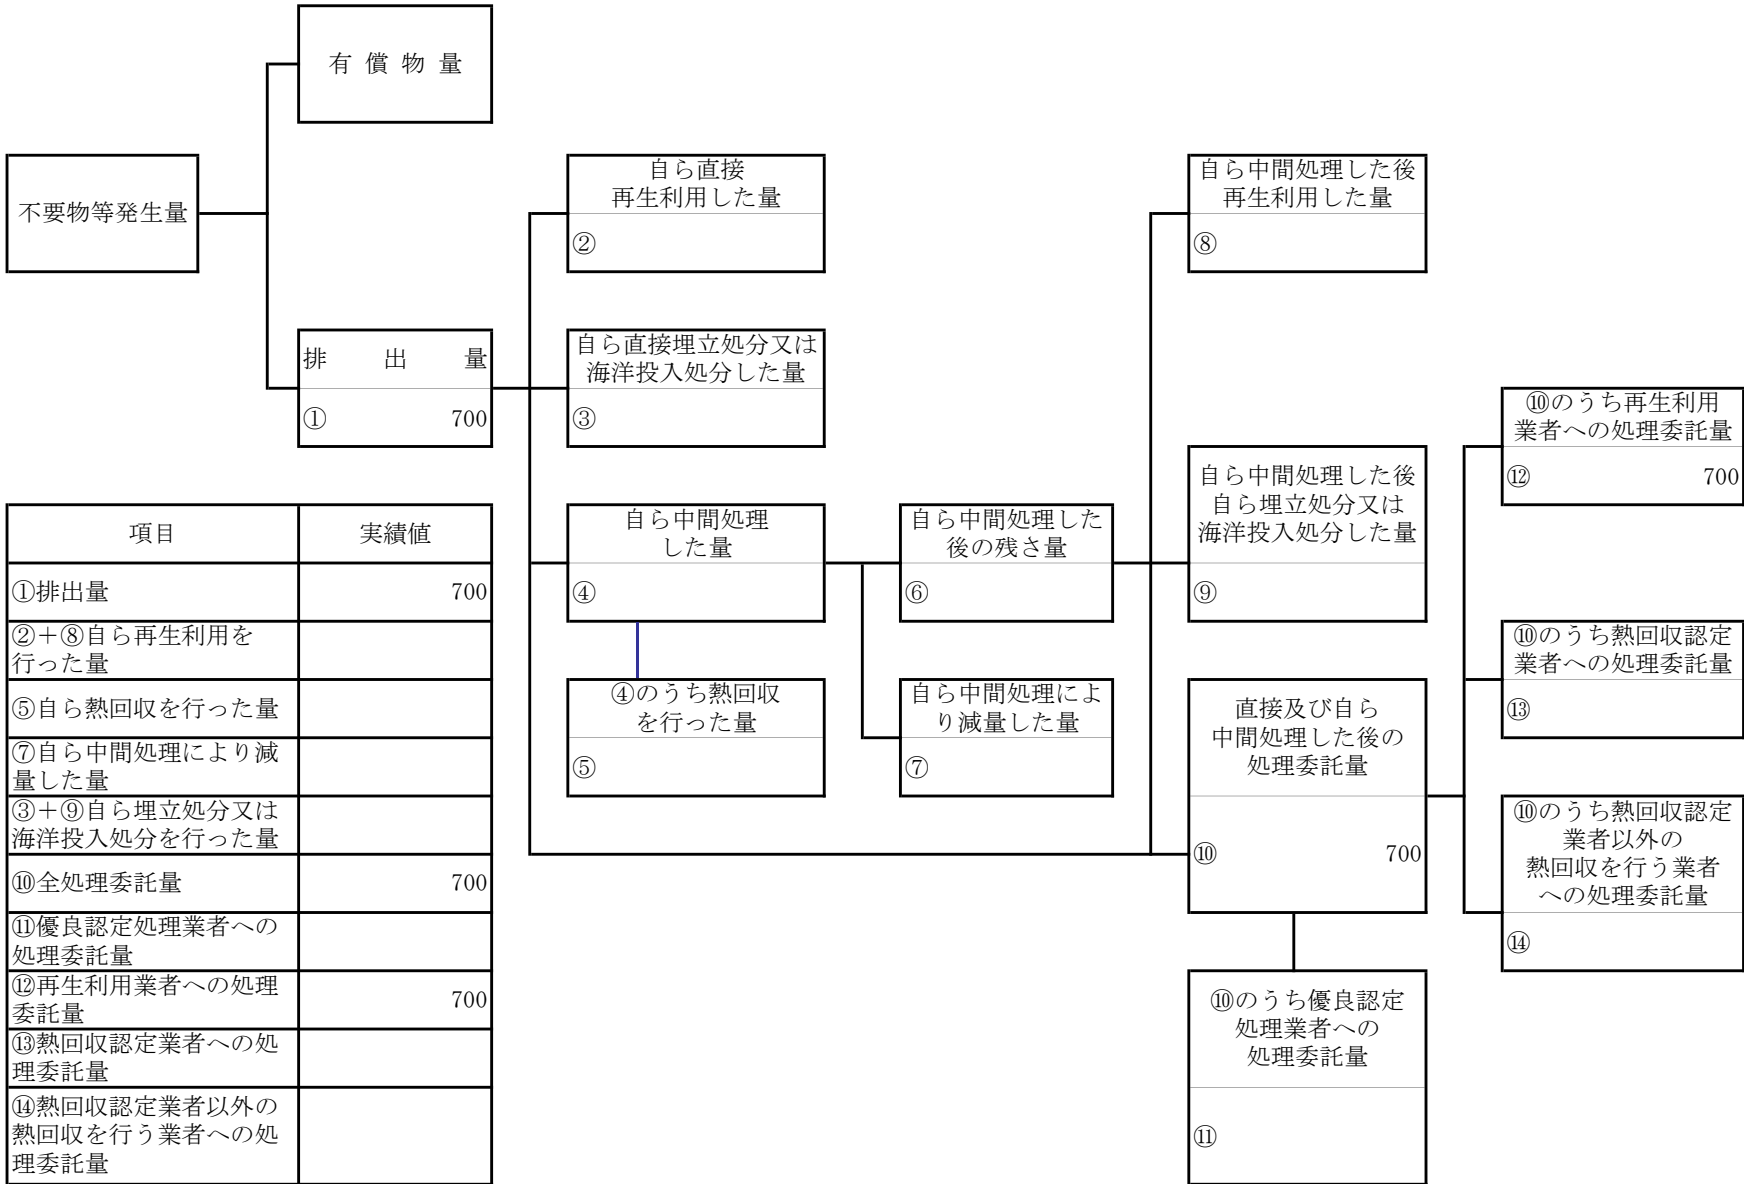 有償物量
不要物等発生量
自ら直接
再生利用した量
②
自ら中間処理した後
再生利用した量
⑧
排出量
① 700
自ら直接埋立処分又は
海洋投入処分した量
③
⑩のうち再生利用
業者への処理委託量
⑫ 700
自ら中間処理
した量
④
自ら中間処理した
後の残さ量
⑥
自ら中間処理した後
自ら埋立処分又は
海洋投入処分した量
⑨
⑩のうち熱回収認定
業者への処理委託量
⑬
④のうち熱回収
を行った量
⑤
自ら中間処理によ
り減量した量
⑦
直接及び自ら
中間処理した後の
処理委託量
⑩ 700
⑩のうち熱回収認定
業者以外の
熱回収を行う業者
への処理委託量
⑭
⑩のうち優良認定
処理業者への
処理委託量
⑪
項目 実績値
①排出量 700
②+⑧自ら再生利用を
行った量
⑤自ら熱回収を行った量
⑦自ら中間処理により減
量した量
③+⑨自ら埋立処分又は
海洋投入処分を行った量
⑩全処理委託量 700
⑪優良認定処理業者への
処理委託量
⑫再生利用業者への処理
委託量 700
⑬熱回収認定業者への処
理委託量
⑭熱回収認定業者以外の
熱回収を行う業者への処
理委託量